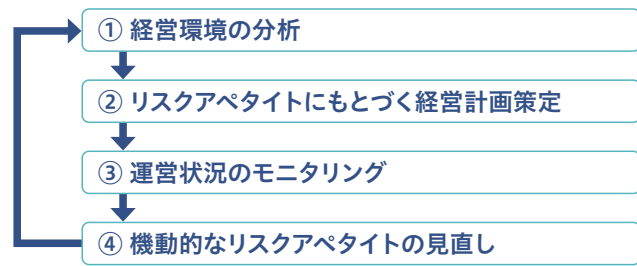 ① 経営環境の分析
② リスクアペタイトにもとづく経営計画策定
③ 運営状況のモニタリング
④ 機動的なリスクアペタイトの見直し